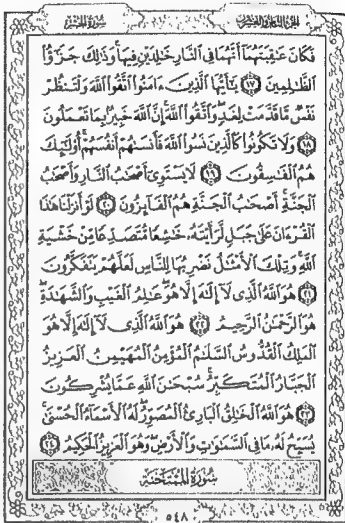 الجزء الثامن والعشرون سورة الحشر
فَكَانَ عَٰقِبَتَهُمَآ أَنَّهُمَا فِي ٱلنَّارِ خَٰلِدَيْنِ فِيهَا ۚ وَذَٰلِكَ جَزَٰٓؤُا۟
ٱلظَّٰلِمِينَ ١٧ يَٰٓأَيُّهَا ٱلَّذِينَ ءَامَنُوا۟ ٱتَّقُوا۟ ٱللَّهَ وَلْتَنظُرْ
نَفْسٌ مَّا قَدَّمَتْ لِغَدٍ ۖ وَٱتَّقُوا۟ ٱللَّهَ ۚ إِنَّ ٱللَّهَ خَبِيرٌۢ بِمَا تَعْمَلُونَ
١٨ وَلَا تَكُونُوا۟ كَٱلَّذِينَ نَسُوا۟ ٱللَّهَ فَأَنسَىٰهُمْ أَنفُسَهُمْ ۚ أُو۟لَٰٓئِكَ
هُمُ ٱلْفَٰسِقُونَ ١٩ لَا يَسْتَوِىٓ أَصْحَٰبُ ٱلنَّارِ وَأَصْحَٰبُ
ٱلْجَنَّةِ ۚ أَصْحَٰبُ ٱلْجَنَّةِ هُمُ ٱلْفَآئِزُونَ ٢٠ لَوْ أَنزَلْنَا هَٰذَا
ٱلْقُرْءَانَ عَلَىٰ جَبَلٍ لَّرَأَيْتَهُۥ خَٰشِعًا مُّتَصَدِّعًا مِّنْ خَشْيَةِ
ٱللَّهِ ۚ وَتِلْكَ ٱلْأَمْثَٰلُ نَضْرِبُهَا لِلنَّاسِ لَعَلَّهُمْ يَتَفَكَّرُونَ
٢١ هُوَ ٱللَّهُ ٱلَّذِى لَآ إِلَٰهَ إِلَّا هُوَ ۖ عَٰلِمُ ٱلْغَيْبِ وَٱلشَّهَٰدَةِ ۖ
هُوَ ٱلرَّحْمَٰنُ ٱلرَّحِيمُ ٢٢ هُوَ ٱللَّهُ ٱلَّذِى لَآ إِلَٰهَ إِلَّا هُوَ
ٱلْمَلِكُ ٱلْقُدُّوسُ ٱلسَّلَٰمُ ٱلْمُؤْمِنُ ٱلْمُهَيْمِنُ ٱلْعَزِيزُ
ٱلْجَبَّارُ ٱلْمُتَكَبِّرُ ۚ سُبْحَٰنَ ٱللَّهِ عَمَّا يُشْرِكُونَ
٢٣ هُوَ ٱللَّهُ ٱلْخَٰلِقُ ٱلْبَارِئُ ٱلْمُصَوِّرُ ۖ لَهُ ٱلْأَسْمَآءُ ٱلْحُسْنَىٰ ۚ
يُسَبِّحُ لَهُۥ مَا فِى ٱلسَّمَٰوَٰتِ وَٱلْأَرْضِ ۖ وَهُوَ ٱلْعَزِيزُ ٱلْحَكِيمُ ٢٤
سُورَةُ المُمْتَحنَةِ
٥٤٨